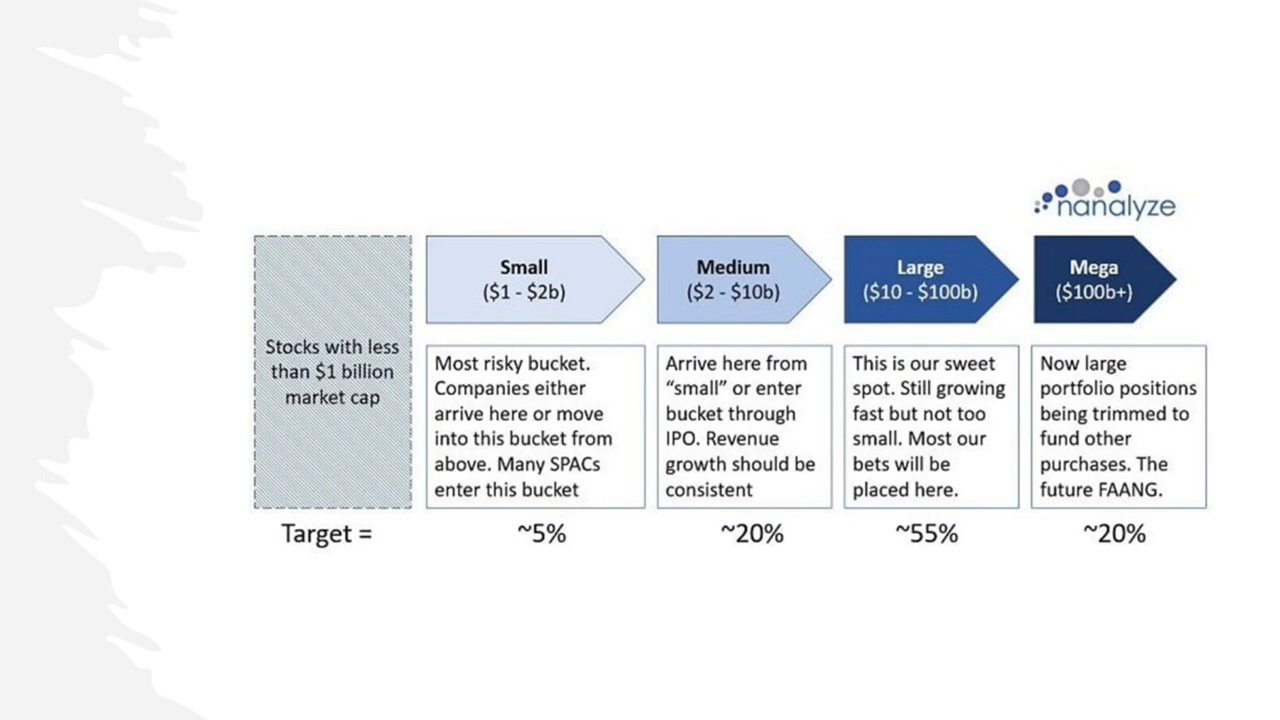 nanalyze
Stocks with less
than $1 billion
market cap
Small
($1 - $2b)
Medium
($2 - $10b)
Large
($10 - $100b)
Mega
($100b+)
Most risky bucket.
Companies either
arrive here or move
into this bucket from
above. Many SPACs
enter this bucket
Arrive here from
“small” or enter
bucket through
IPO. Revenue
growth should be
consistent
This is our sweet
spot. Still growing
fast but not too
small. Most our
bets will be
placed here.
Now large
portfolio positions
being trimmed to
fund other
purchases. The
future FAANG.
Target = ~5% ~20% ~55% ~20%